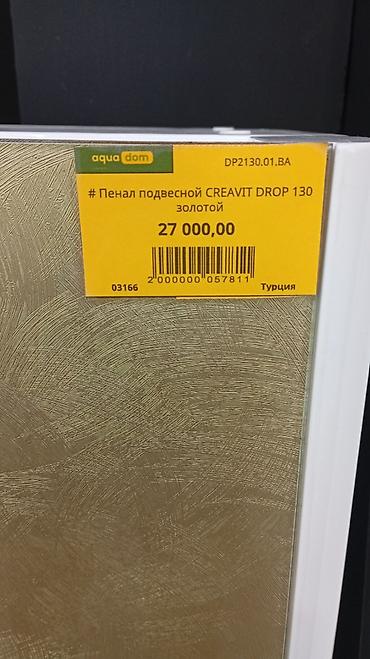 aqua dom
DP2130.01.BA
# Пенал подвесной CREAVIT DROP 130
золотой
27 000,00
2 000000 057811
03166
Турция